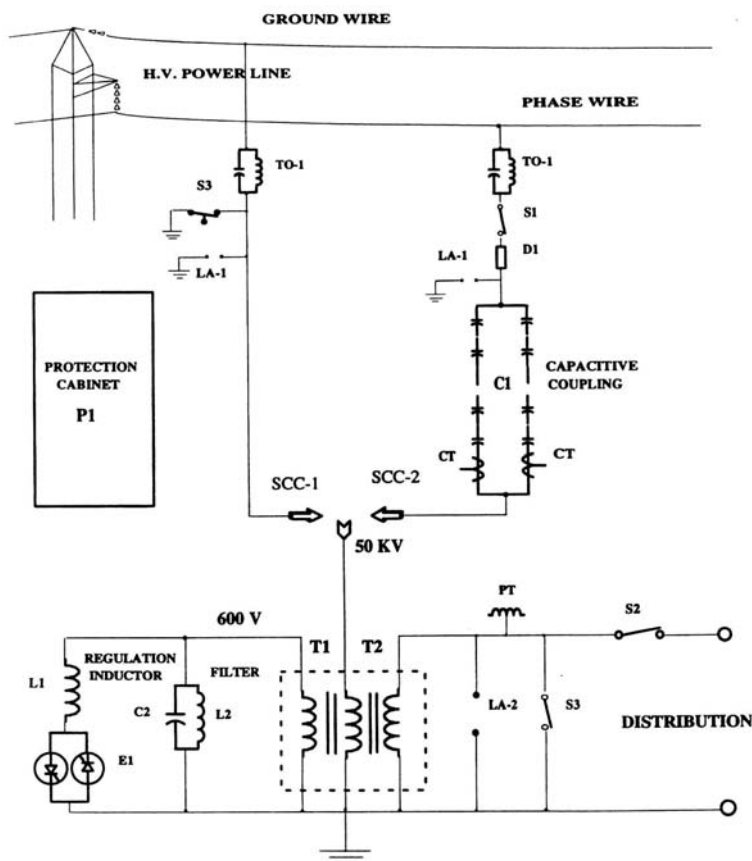 GROUND WIRE
H.V. POWER LINE
PHASE WIRE
TO-1
TO-1
S3
S1
LA-1
D1
LA-1
PROTECTION
CABINET
P1
C1
CAPACITIVE
COUPLING
CT
CT
SCC-1
SCC-2
50 KV
PT
600 V
S2
T1
T2
L1
REGULATION
INDUCTOR
FILTER
C2
L2
LA-2
S3
DISTRIBUTION
E1